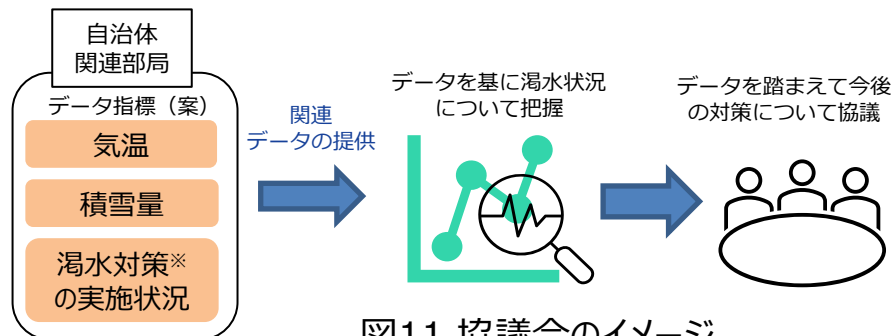 自治体
関連部局
データ指標（案）
気温
積雪量
渇水対策※
の実施状況
関連
データの提供
データを基に渇水状況
について把握
データを踏まえて今後
の対策について協議
図11 協議会のイメージ